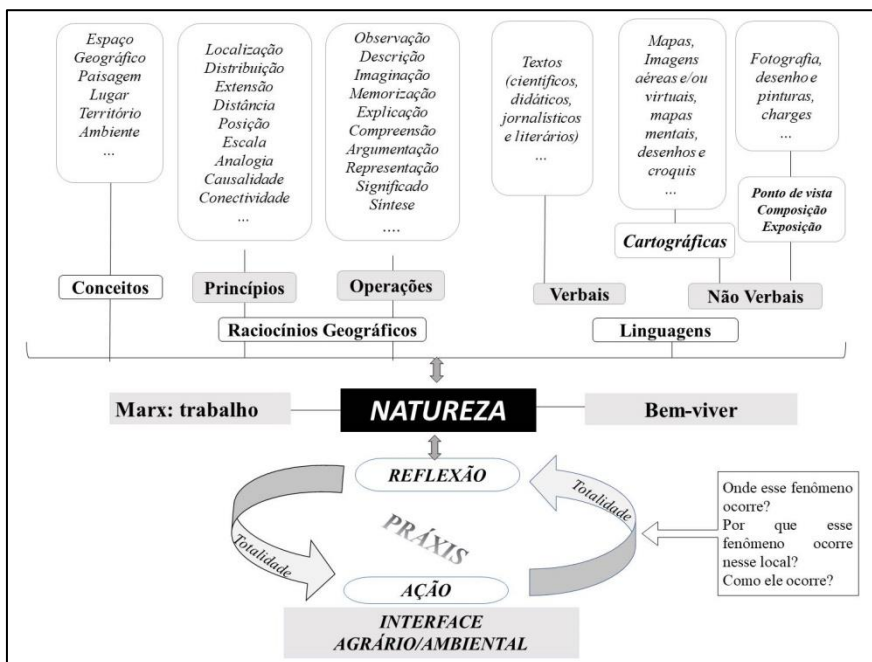 Espaço
Geográfico
Paisagem
Lugar
Território
Ambiente
...
Localização
Distribuição
Extensão
Distância
Posição
Escala
Analogia
Causalidade
Conectividade
...
Observação
Descrição
Imaginação
Memorização
Explicação
Compreensão
Argumentação
Representação
Significado
Síntese
....
Textos
(científicos,
didáticos,
jornalísticos
e literários)
...
Mapas,
Imagens
aéreas e/ou
virtuais,
mapas
mentais,
desenhos e
croquis
...
Fotografia,
desenho e
pinturas,
charges
...
Ponto de vista
Composição
Exposição
Cartográficas
Conceitos
Princípios
Operações
Verbais
Não Verbais
Raciocínios Geográficos
Linguagens
Marx: trabalho
NATUREZA
Bem-viver
REFLEXÃO
Totalidade
PRÁXIS
Totalidade
AÇÃO
INTERFACE
AGRÁRIO/AMBIENTAL
Onde esse fenômeno
ocorre?
Por que esse
fenômeno ocorre
nesse local?
Como ele ocorre?